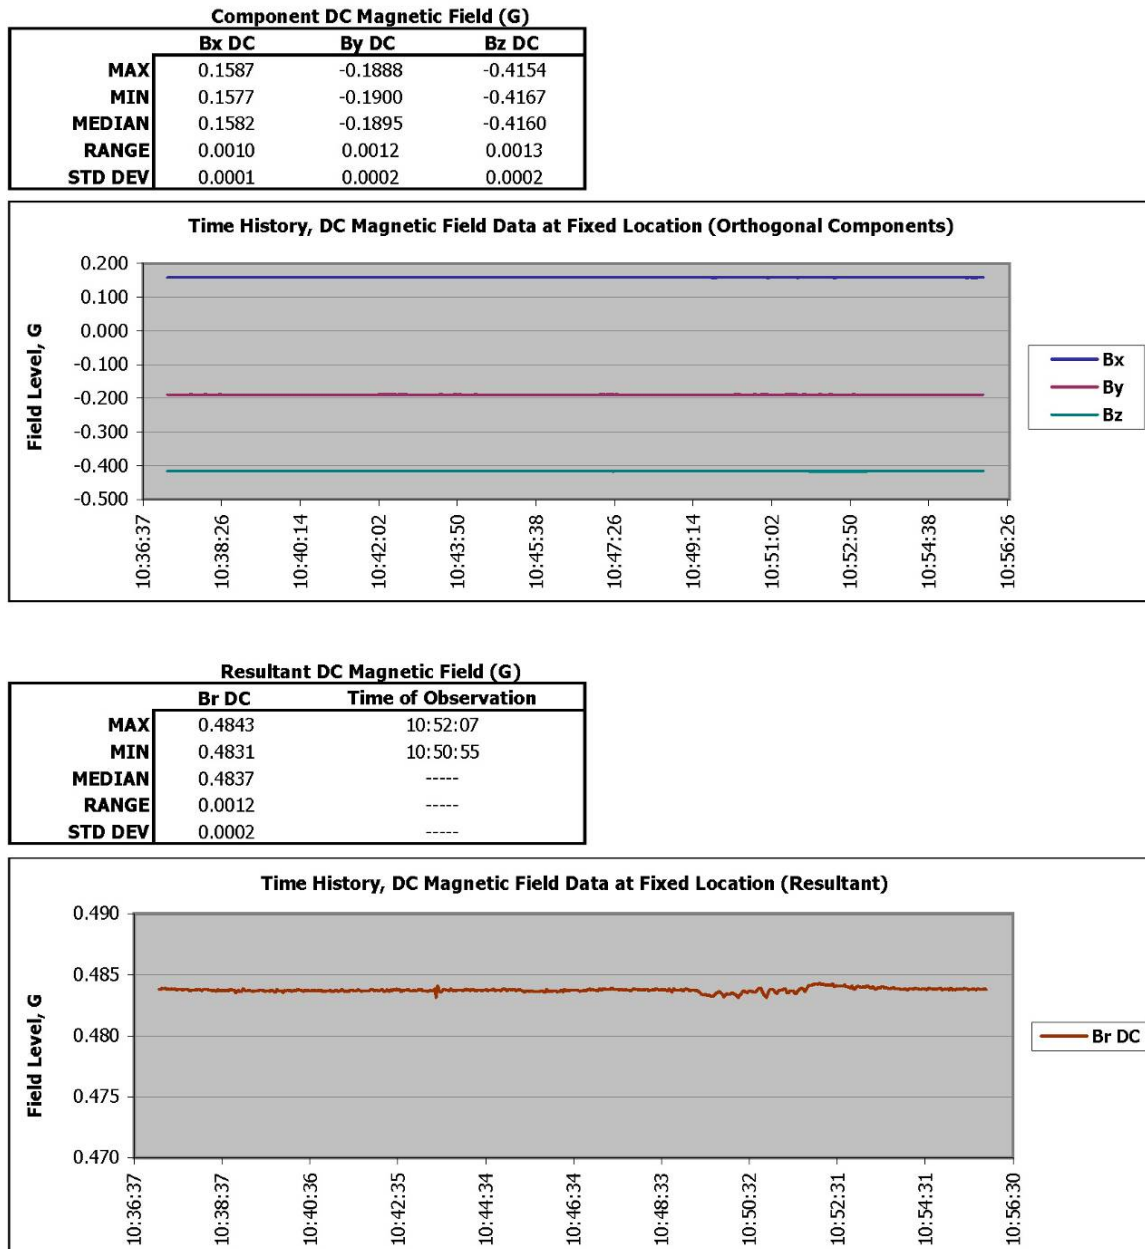 Component DC Magnetic Field (G)
Bx DC By DC Bz DC
MAX 0.1587 -0.1888 -0.4154
MIN 0.1577 -0.1900 -0.4167
MEDIAN 0.1582 -0.1895 -0.4160
RANGE 0.0010 0.0012 0.0013
STD DEV 0.0001 0.0002 0.0002
Time History, DC Magnetic Field Data at Fixed Location (Orthogonal Components)
Field Level, G
0.200
0.100
0.000
-0.100
-0.200
-0.300
-0.400
-0.500
10:36:37 10:38:26 10:40:14 10:42:02 10:43:50 10:45:38 10:47:26 10:49:14 10:51:02 10:52:50 10:54:38 10:56:26
Bx
By
Bz
Resultant DC Magnetic Field (G)
Br DC Time of Observation
MAX 0.4843 10:52:07
MIN 0.4831 10:50:55
MEDIAN 0.4837 -----
RANGE 0.0012 -----
STD DEV 0.0002 -----
Time History, DC Magnetic Field Data at Fixed Location (Resultant)
Field Level, G
0.490
0.485
0.480
0.475
0.470
10:36:37 10:38:37 10:40:36 10:42:35 10:44:34 10:46:34 10:48:33 10:50:32 10:52:31 10:54:31 10:56:30
Br DC